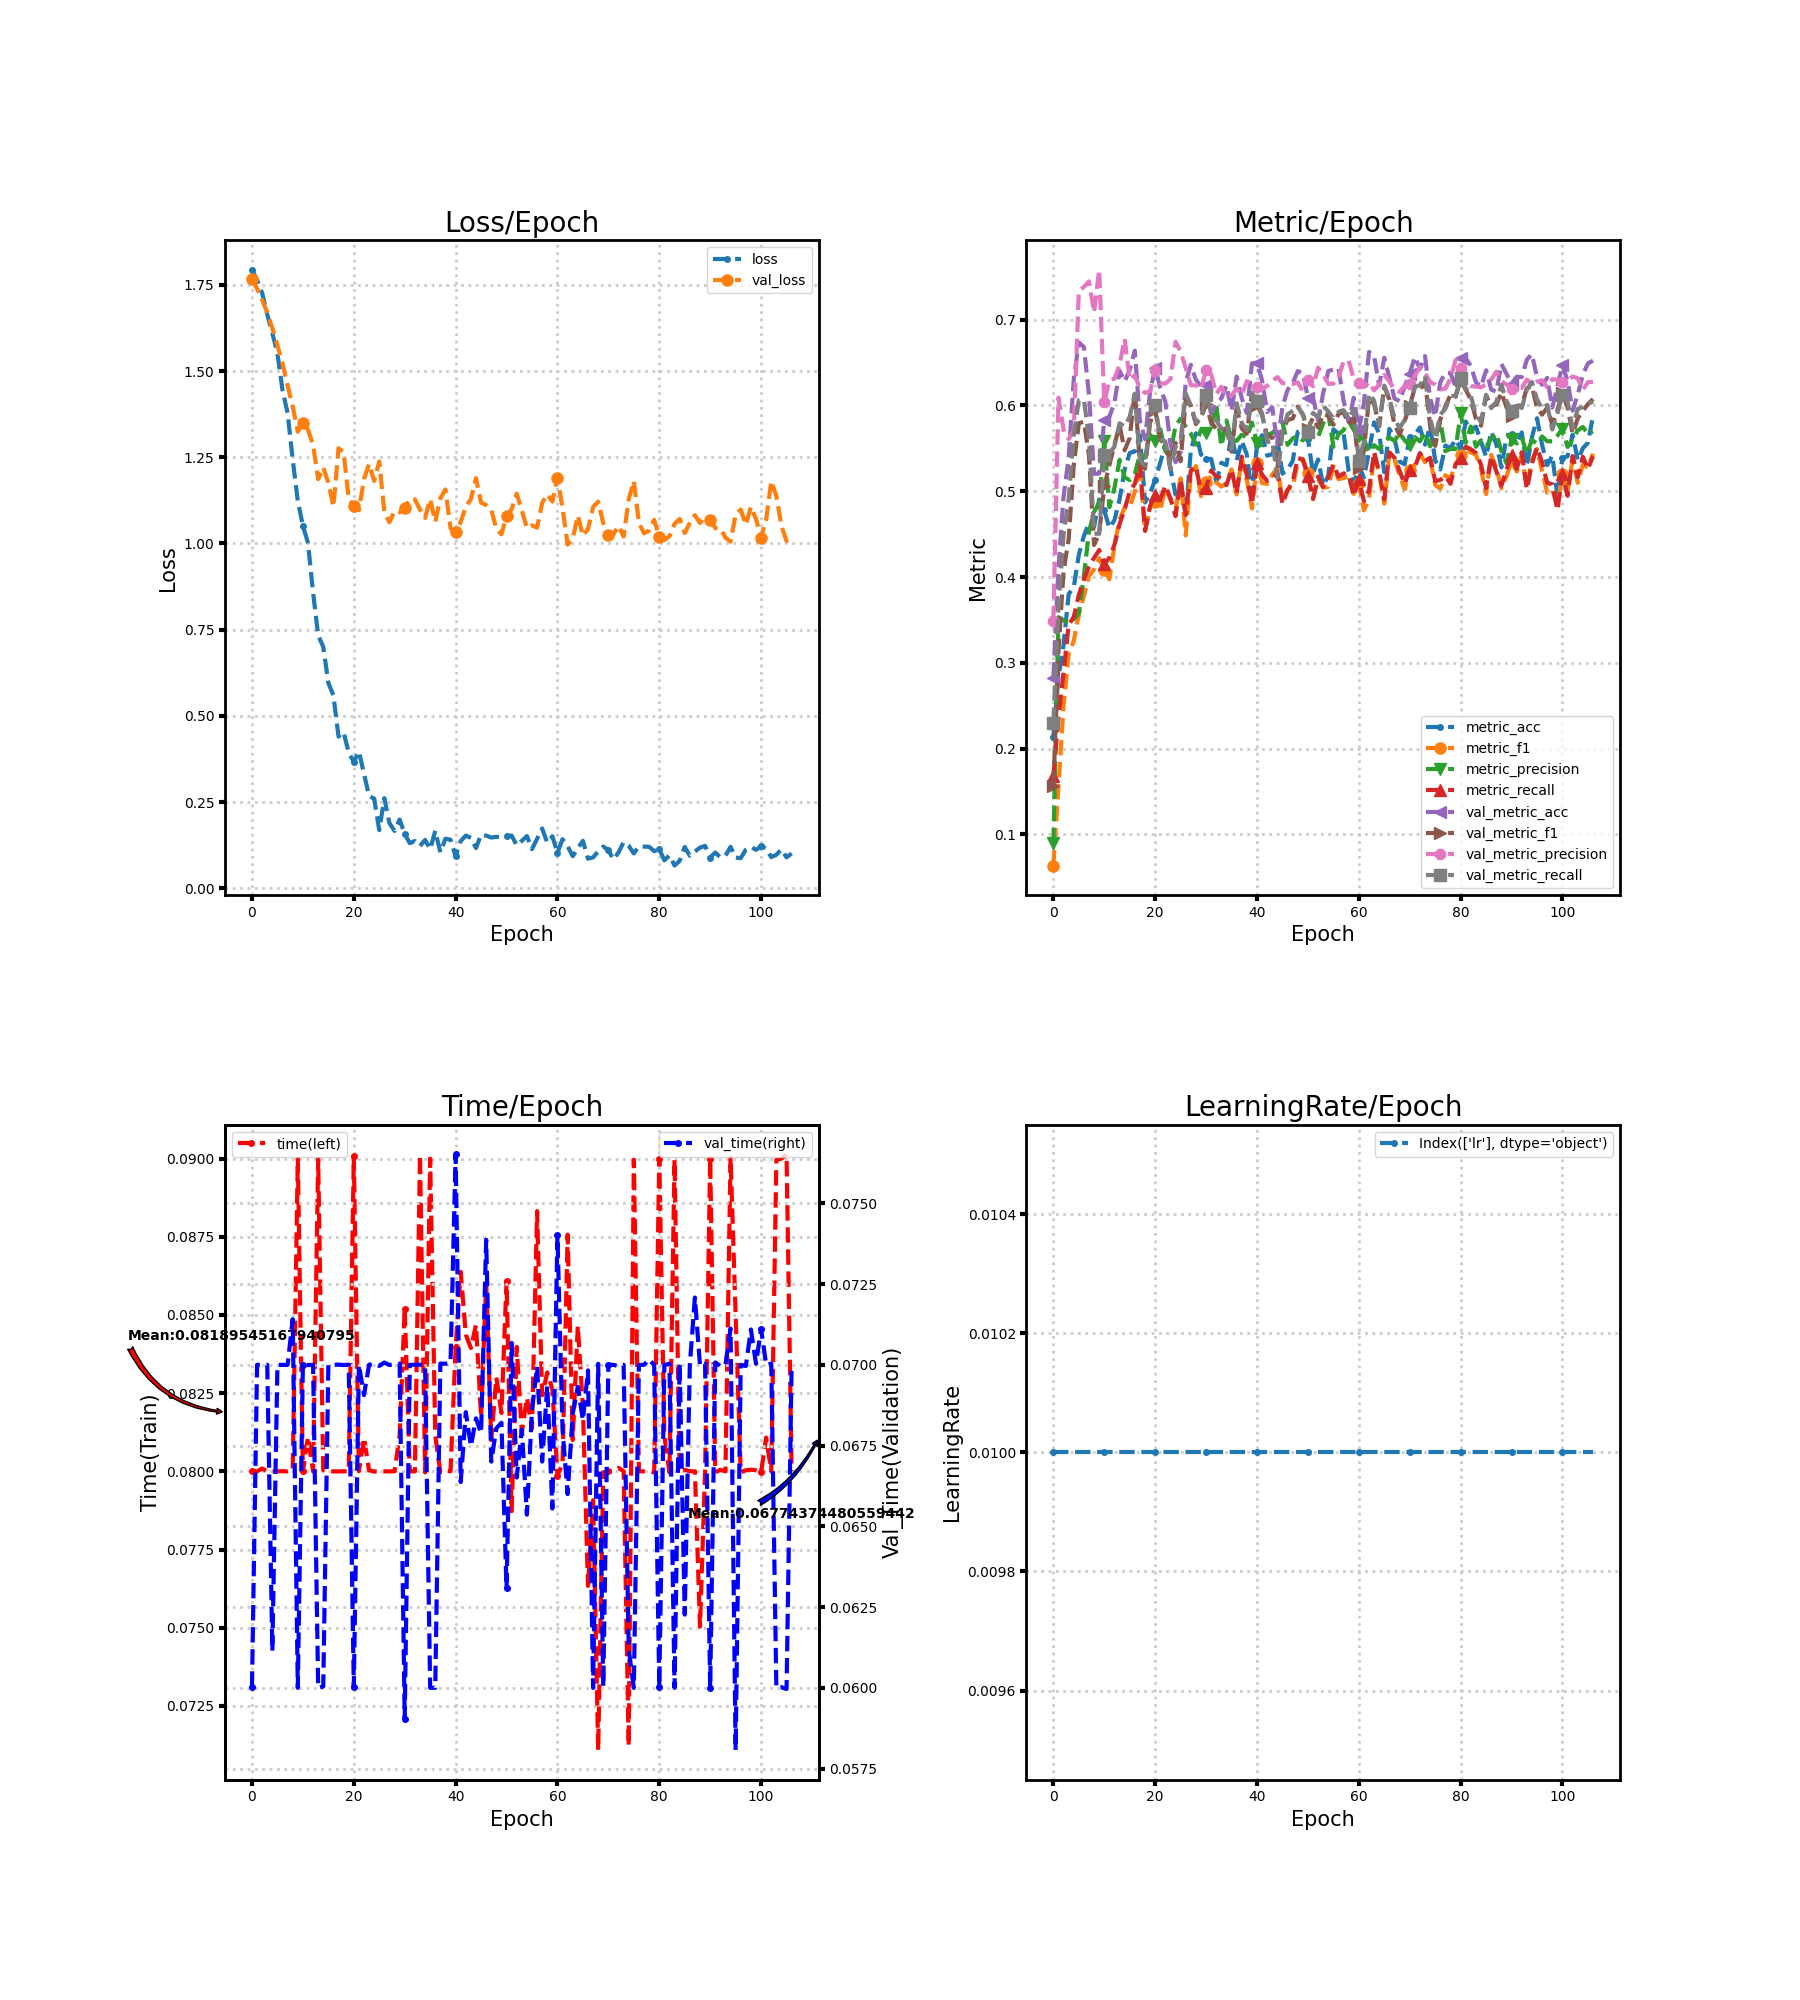 Loss/Epoch
Loss
1.75
1.50
1.25
1.00
0.75
0.50
0.25
0.00
loss
val_loss
0 20 40 60 80 100
Epoch
Metric/Epoch
Metric
0.7
0.6
0.5
0.4
0.3
0.2
0.1
metric_acc
metric_f1
metric_precision
metric_recall
val_metric_acc
val_metric_f1
val_metric_precision
val_metric_recall
0 20 40 60 80 100
Epoch
Time/Epoch
Time(Train)
0.0900
0.0875
0.0850
0.0825
0.0800
0.0775
0.0750
0.0725
time(left)
val_time(right)
Mean:0.08189545167940795
Mean:0.06774374480559442
0.0750
0.0725
0.0700
0.0675
0.0650
0.0625
0.0600
0.0575
Val_Time(Validation)
0 20 40 60 80 100
Epoch
LearningRate/Epoch
LearningRate
0.0104
0.0102
0.0100
0.0098
0.0096
Index(['lr'], dtype='object')
0 20 40 60 80 100
Epoch